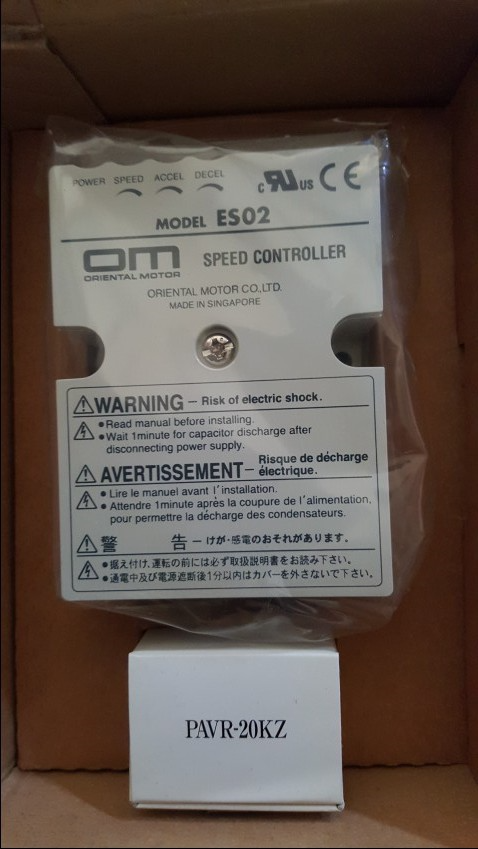 POWER SPEED ACCEL DECEL
c RU US CE
MODEL ES02
OM SPEED CONTROLLER
ORIENTAL MOTOR
ORIENTAL MOTOR CO.,LTD.
MADE IN SINGAPORE
⚠WARNING – Risk of electric shock.
● Read manual before installing.
● Wait 1minute for capacitor discharge after
disconnecting power supply.
⚠AVERTISSEMENT – Risque de décharge
électrique.
● Lire le manuel avant l'installation.
● Attendre 1minute après la coupure de l'alimentation,
pour permettre la décharge des condensateurs.
⚠警 告 – けが・感電のおそれがあります。
●据え付け、運転の前には必ず取扱説明書をお読み下さい。
●通電中及び電源遮断後1分以内はカバーを外さないで下さい。
PAVR-20KZ